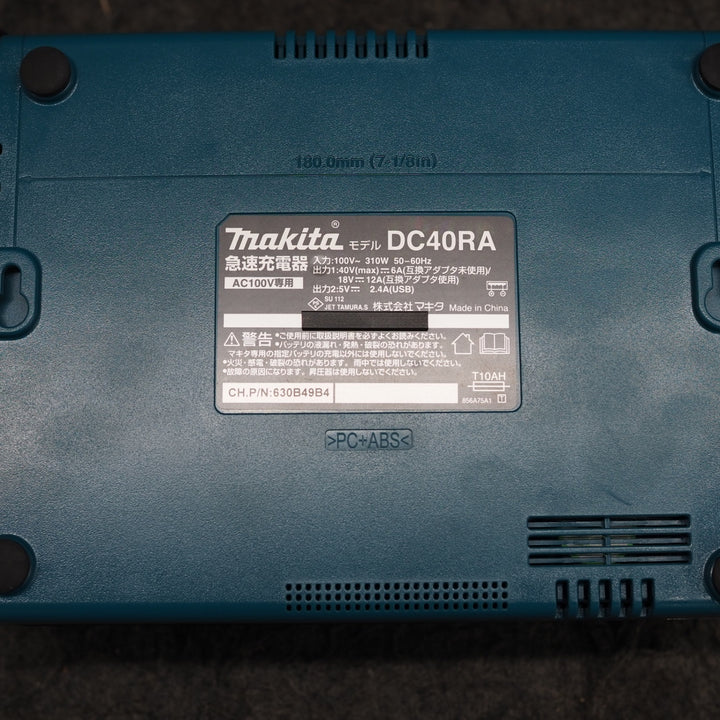 180.0mm (7-1/8in)
makita® モデル DC40RA
急速充電器
AC100V専用
入力:100V~ 310W 50-60Hz
出力1:40V(max)⎓6A(互換アダプタ未使用)/
18V⎓12A(互換アダプタ使用)
出力2:5V⎓ 2.4A(USB)
PS E
SU 112
JET TAMURA.S 株式会社 マキタ Made in China
⚠警告 •ご使用前に取扱説明書を必ずよくお読みください。
•バッテリの液漏れ・発熱・破裂の恐れがあります。
マキタ専用の指定バッテリの充電以外には使用しないでください。
•火災・感電・破裂の恐れがあります。雨中では使用しないでください。
•故障の原因になります。昇圧器は使用しないでください。
T10AH
CH.P/N:630B49B4
856A75A1 T
>PC+ABS<